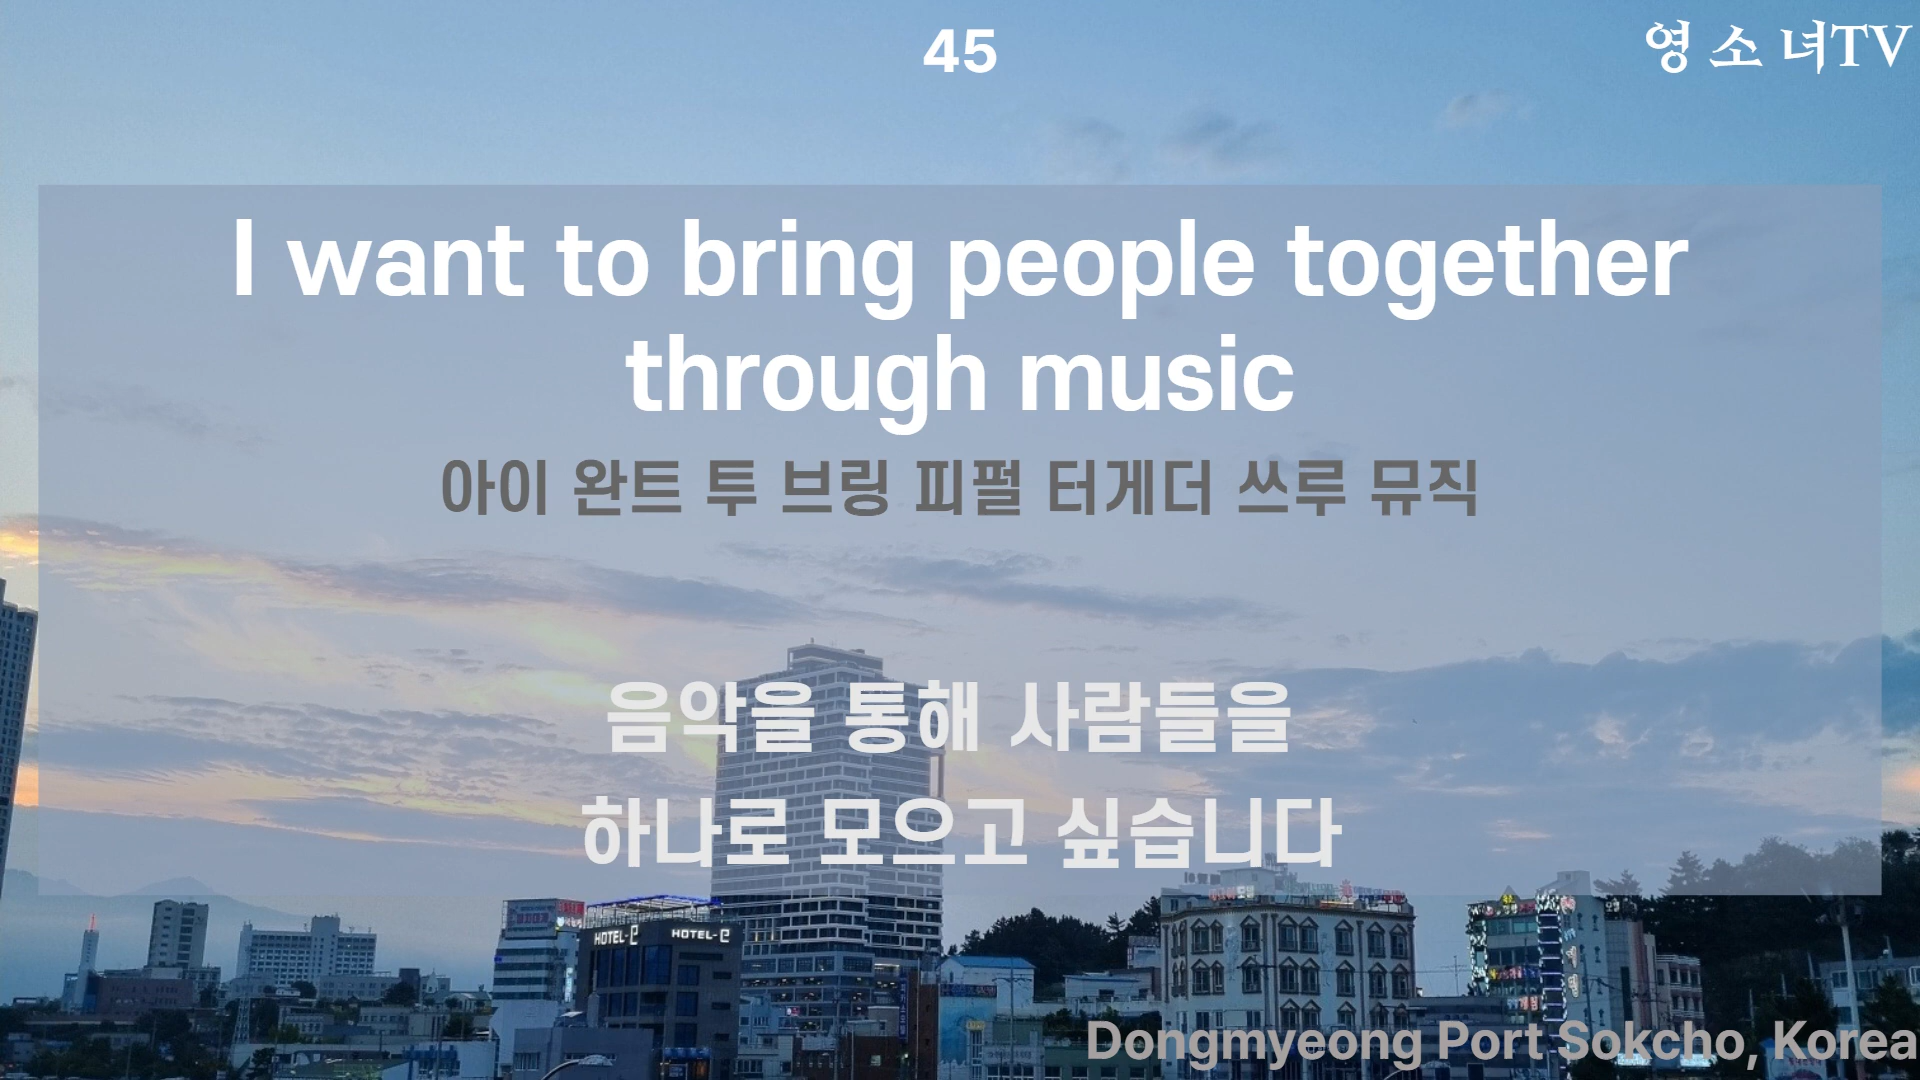 45
영소녀TV
I want to bring people together
through music
아이 완트 투 브링 피펄 터게더 쓰루 뮤직
음악을 통해 사람들을
하나로 모으고 싶습니다
HOTEL-e HOTEL-e
Dongmyeong Port Sokcho, Korea